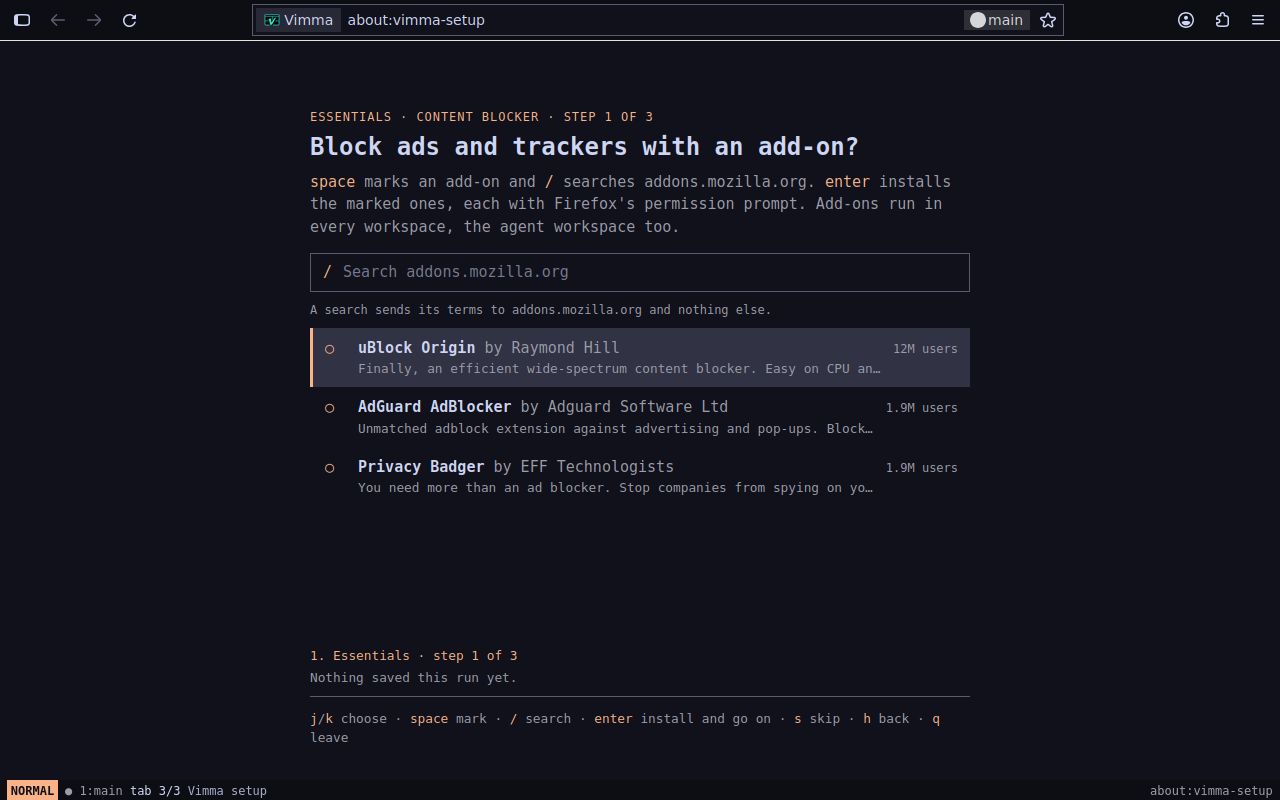 Vimma about:vimma-setup main
ESSENTIALS · CONTENT BLOCKER · STEP 1 OF 3
Block ads and trackers with an add-on?
space marks an add-on and / searches addons.mozilla.org. enter installs
the marked ones, each with Firefox's permission prompt. Add-ons run in
every workspace, the agent workspace too.
/ Search addons.mozilla.org
A search sends its terms to addons.mozilla.org and nothing else.
uBlock Origin by Raymond Hill 12M users
Finally, an efficient wide-spectrum content blocker. Easy on CPU an…
AdGuard AdBlocker by Adguard Software Ltd 1.9M users
Unmatched adblock extension against advertising and pop-ups. Block…
Privacy Badger by EFF Technologists 1.9M users
You need more than an ad blocker. Stop companies from spying on yo…
1. Essentials · step 1 of 3
Nothing saved this run yet.
j/k choose · space mark · / search · enter install and go on · s skip · h back · q
leave
NORMAL ● 1:main tab 3/3 Vimma setup about:vimma-setup